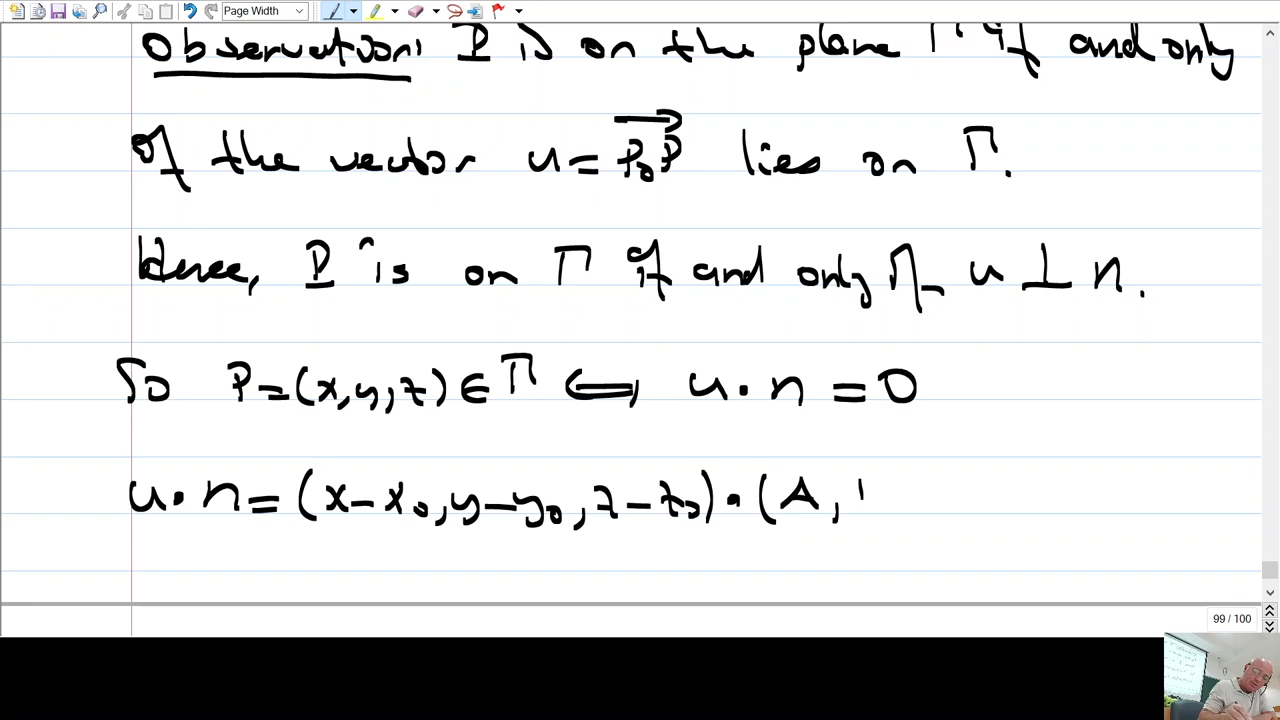 Page Width
Observation: P is on the plane Π if and only
if the vector u = P₀P lies on Π.
Hence, P is on Π if and only if u ⊥ n.
So P=(x,y,z) ∈ Π ⟺ u·n = 0
u·n = (x-x₀, y-y₀, z-z₀)·(A,
99 / 100